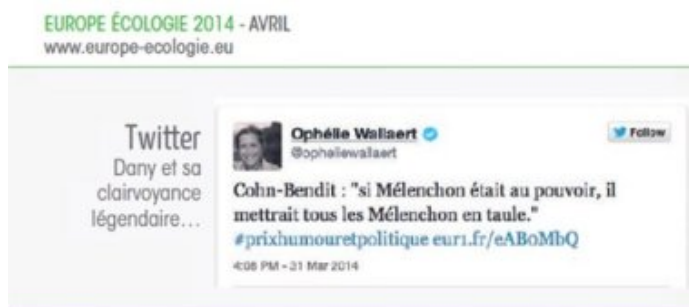 EUROPE ÉCOLOGIE 2014 - AVRIL
www.europe-ecologie.eu
Twitter
Dany et sa
clairvoyance
légendaire…
Ophélie Wallaert
@opheliewallaert
Follow
Cohn-Bendit : "si Mélenchon était au pouvoir, il
mettrait tous les Mélenchon en taule."
#prixhumouretpolitique eur1.fr/eABoMbQ
4:08 PM - 31 Mar 2014